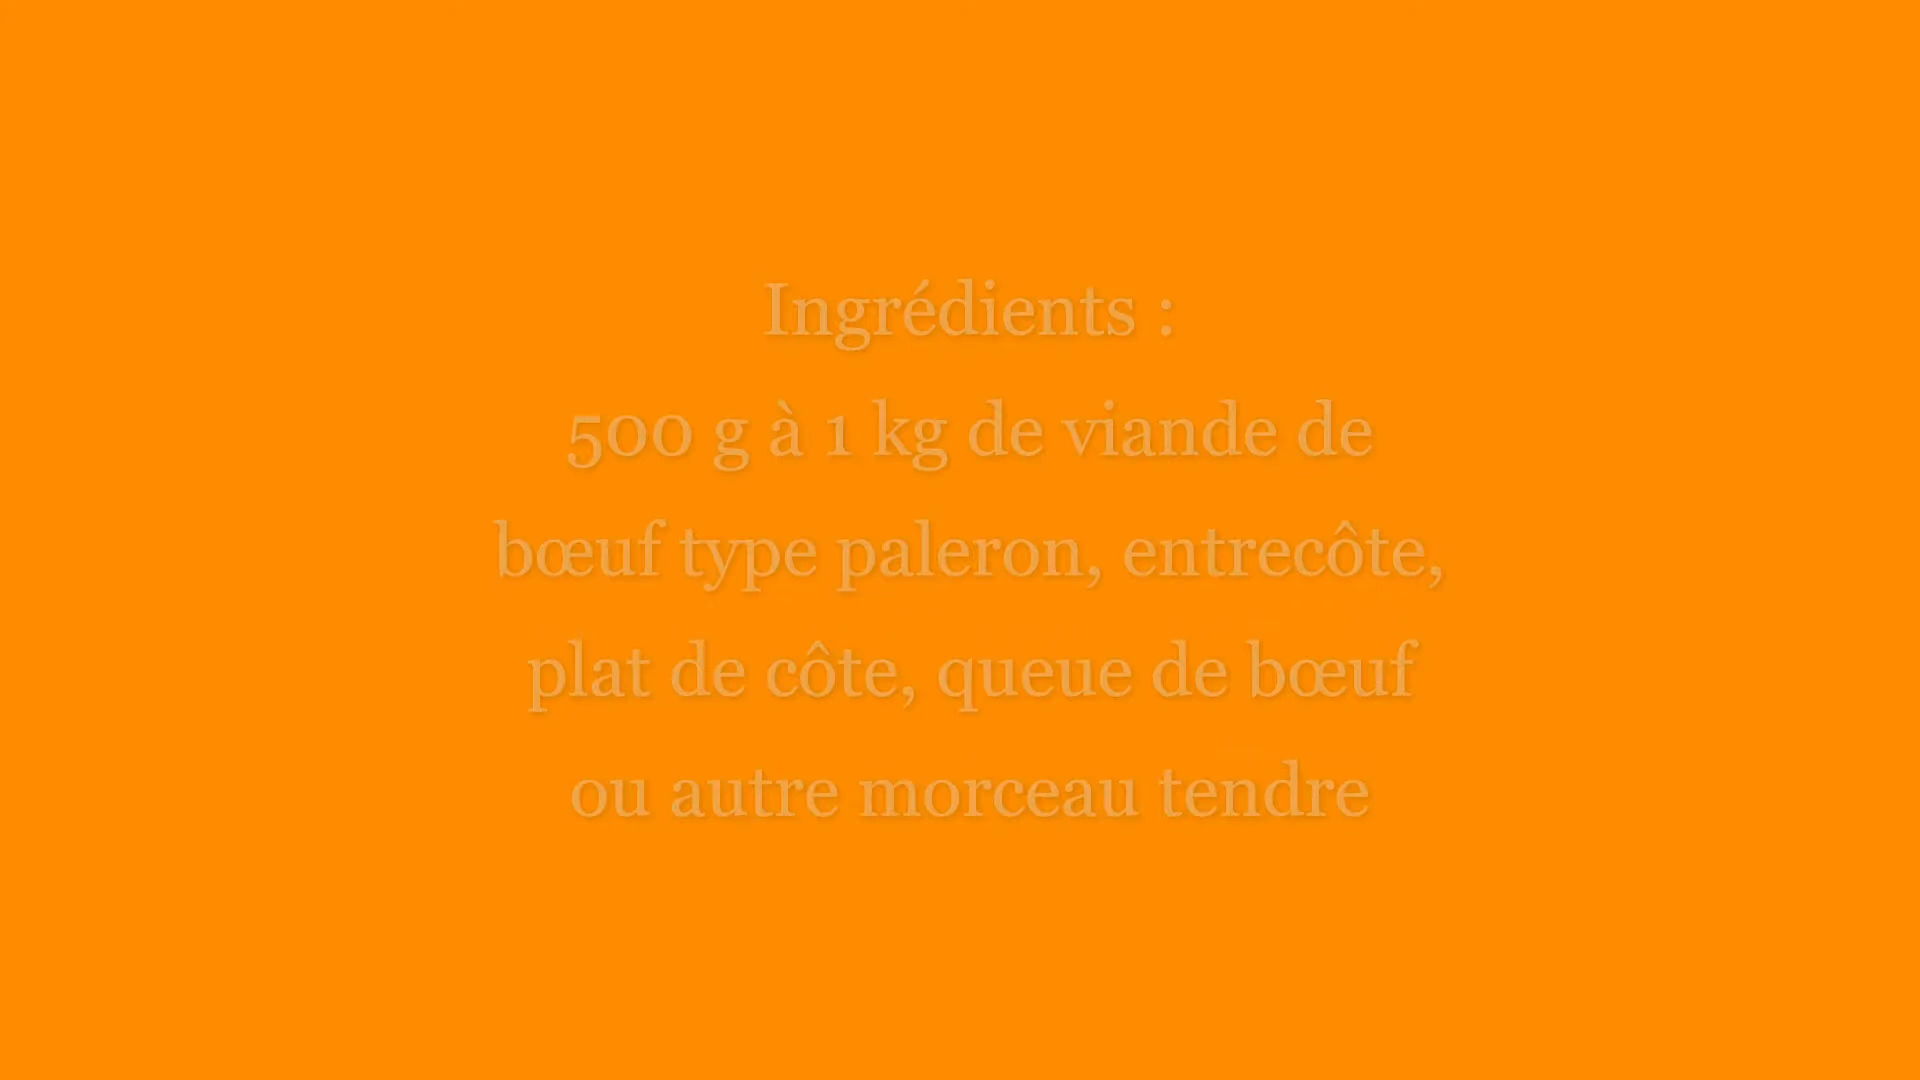 Ingrédients :
500 g à 1 kg de viande de
bœuf type paleron, entrecôte,
plat de côte, queue de bœuf
ou autre morceau tendre